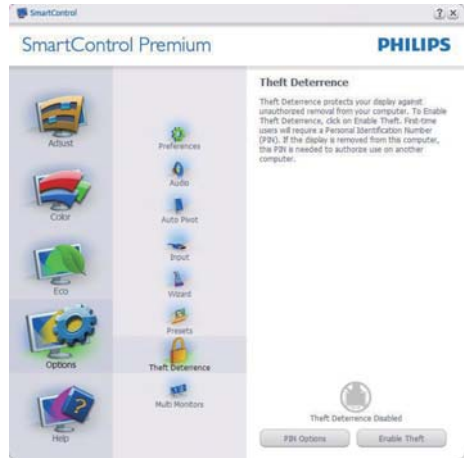 SmartControl
SmartControl Premium
PHILIPS
Adjust
Color
Eco
Options
Help
Preferences
Audio
Auto Pivot
Input
Wizard
Presets
Theft Deterrence
Multi Monitors
Theft Deterrence
Theft Deterrence protects your display against
unauthorized removal from your computer. To Enable
Theft Deterrence, click on Enable Theft. First-time
users will require a Personal Identification Number
(PIN). If the display is removed from this computer,
this PIN is needed to authorize use on another
computer.
Theft Deterrence Disabled
PIN Options
Enable Theft